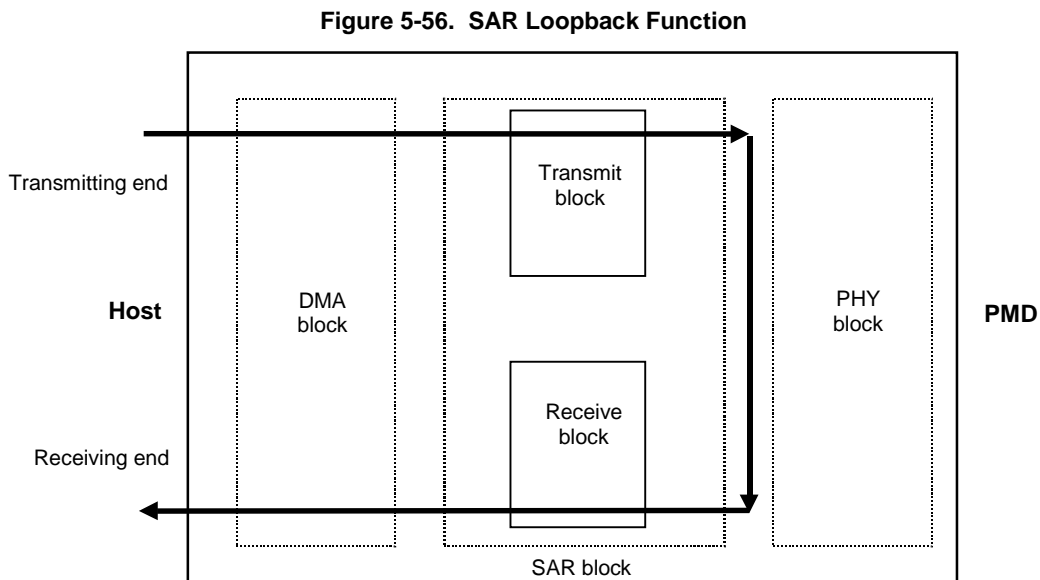 Figure 5-56. SAR Loopback Function
Transmitting end
Transmit
block
Host
DMA
block
PHY
block
PMD
Receive
block
Receiving end
SAR block